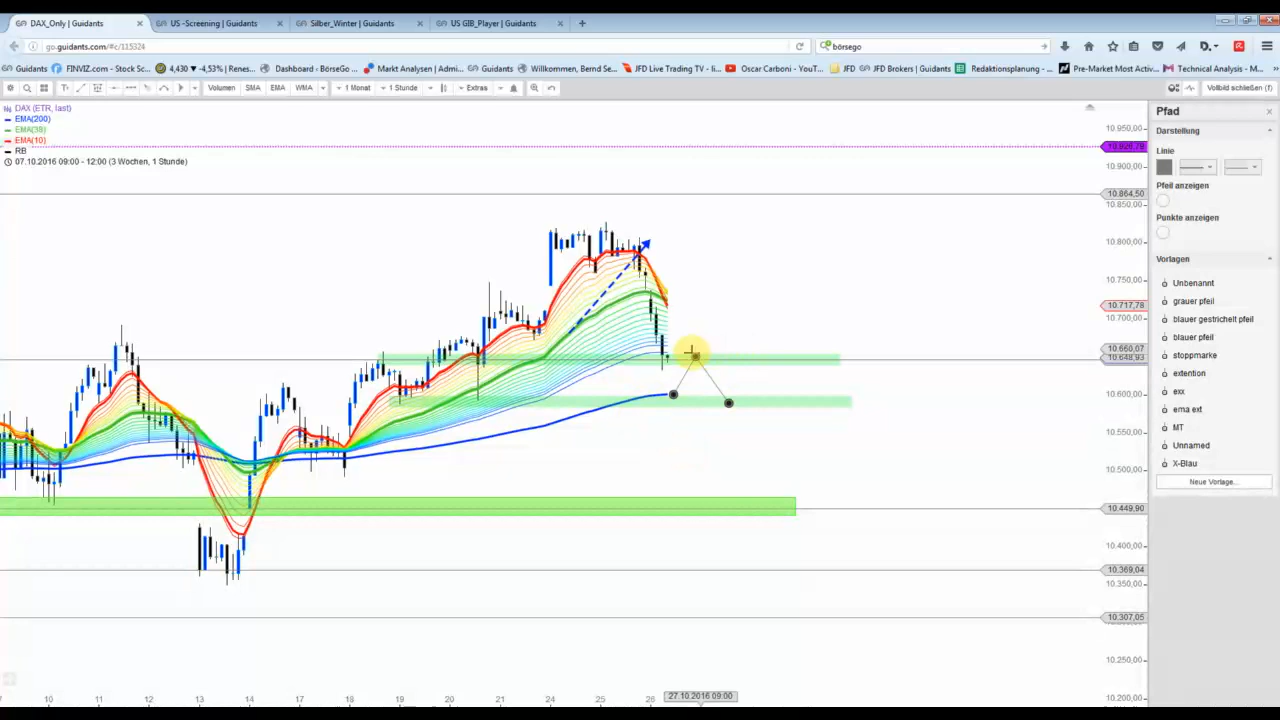 DAX_Only | Guidants
US -Screening | Guidants
Silber_Winter | Guidants
US GIB_Player | Guidants
go.guidants.com/#c/115324
börsego
Guidants
FINVIZ.com - Stock Sc...
4,430 ▼ -4,53% | Renes...
Dashboard - BörseGo ...
Markt Analysen | Admi...
Guidants
Willkommen, Bernd Se...
JFD Live Trading TV - li...
Oscar Carboni - YouT...
JFD
JFD Brokers | Guidants
Redaktionsplanung - ...
Pre-Market Most Activ...
Technical Analysis - M...
Volumen
SMA
EMA
WMA
1 Monat
1 Stunde
Extras
Vollbild schließen (f)
DAX (ETR, last)
EMA(200)
EMA(39)
EMA(10)
RB
07.10.2016 09:00 - 12:00 (3 Wochen, 1 Stunde)
10.950,00
10.900,00
10.864,50
10.850,00
10.800,00
10.750,00
10.717,78
10.700,00
10.660,07
10.648,93
10.600,00
10.550,00
10.500,00
10.449,90
10.400,00
10.369,04
10.350,00
10.307,05
10.250,00
10.200,00
10
11
12
13
14
17
18
19
20
21
24
25
26
27.10.2016 09:00
Pfad
Darstellung
Linie
Pfeil anzeigen
Punkte anzeigen
Vorlagen
Unbenannt
grauer pfeil
blauer gestrichelt pfeil
blauer pfeil
stoppmarke
extention
exx
ema ext
MT
Unnamed
X-Blau
Neue Vorlage...